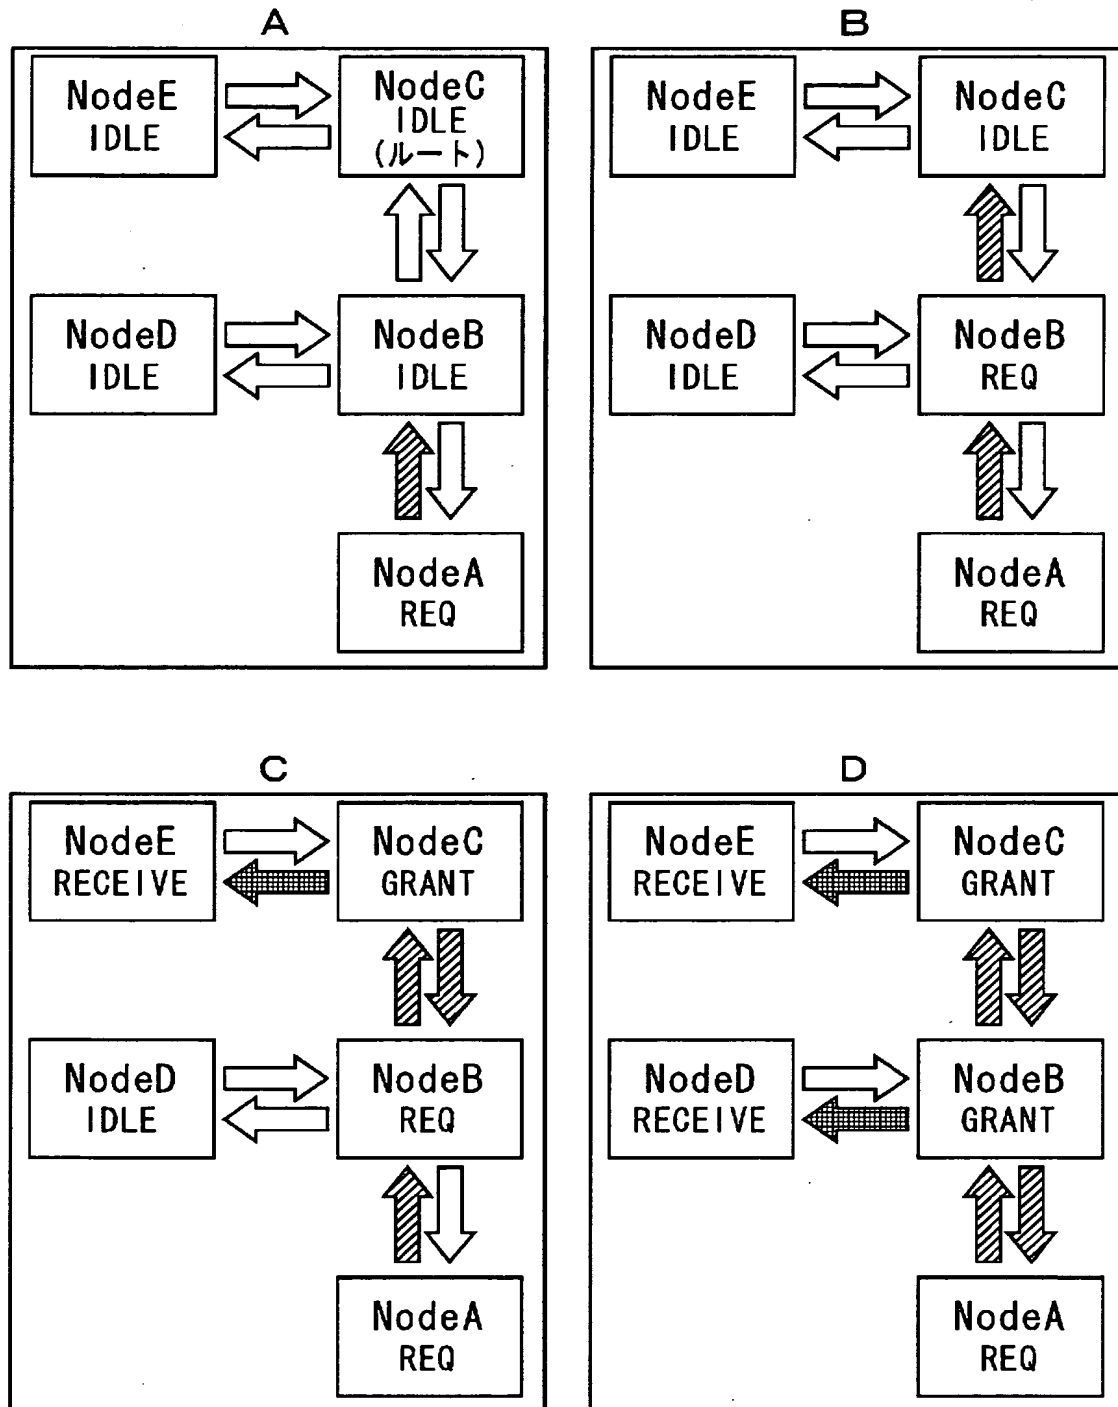 A
NodeE
IDLE
NodeC
IDLE
(ルート)
NodeD
IDLE
NodeB
IDLE
NodeA
REQ
B
NodeE
IDLE
NodeC
IDLE
NodeD
IDLE
NodeB
REQ
NodeA
REQ
C
NodeE
RECEIVE
NodeC
GRANT
NodeD
IDLE
NodeB
REQ
NodeA
REQ
D
NodeE
RECEIVE
NodeC
GRANT
NodeD
RECEIVE
NodeB
GRANT
NodeA
REQ